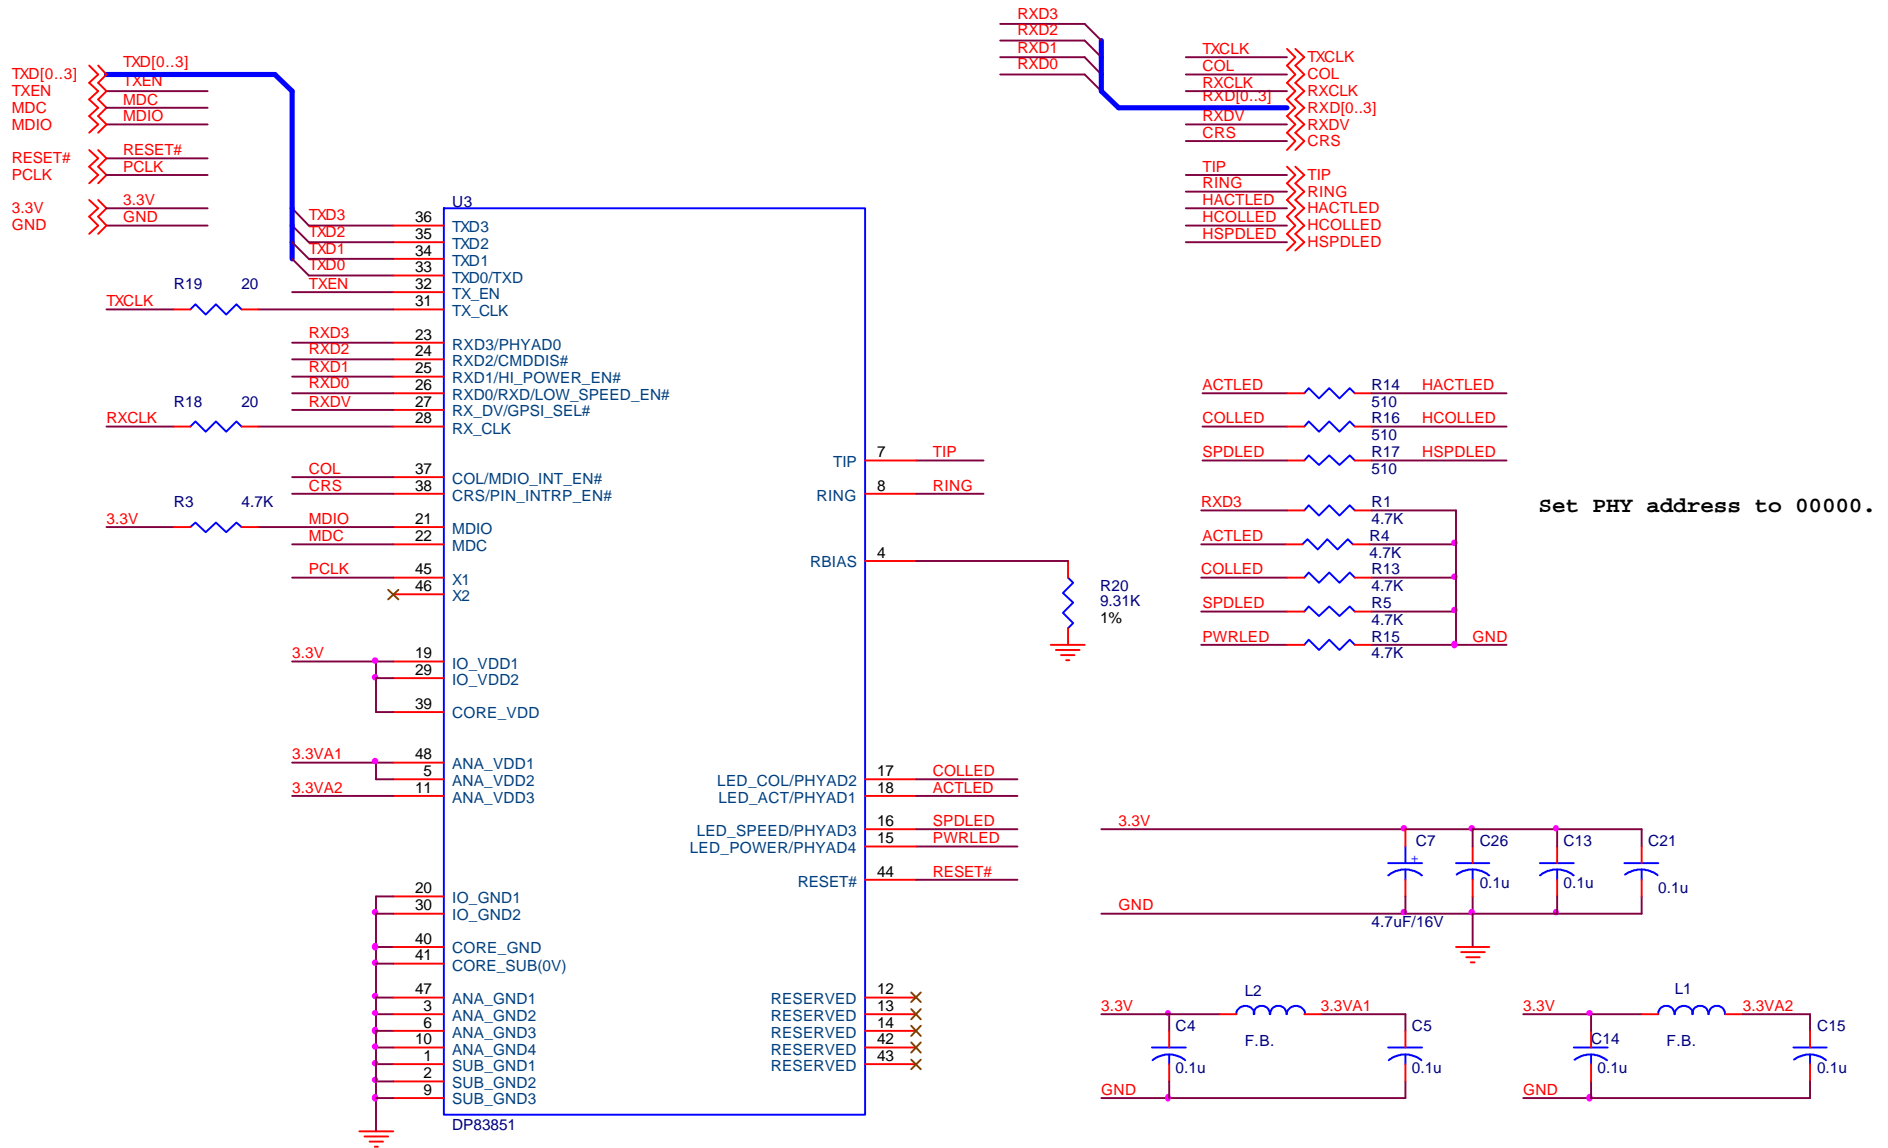 TXD[0..3] TXD[0..3]
TXEN TXEN
MDC MDC
MDIO MDIO
RESET# RESET#
PCLK PCLK
3.3V 3.3V
GND GND
RXD3
RXD2
RXD1
RXD0
TXCLK TXCLK
COL COL
RXCLK RXCLK
RXD[0..3] RXD[0..3]
RXDV RXDV
CRS CRS
TIP TIP
RING RING
HACTLED HACTLED
HCOLLED HCOLLED
HSPDLED HSPDLED
U3
TXD3 36 TXD3
TXD2 35 TXD2
TXD1 34 TXD1
TXD0 33 TXD0/TXD
TXEN 32 TX_EN
R19 20
TXCLK 31 TX_CLK
RXD3 23 RXD3/PHYAD0
RXD2 24 RXD2/CMDDIS#
RXD1 25 RXD1/HI_POWER_EN#
RXD0 26 RXD0/RXD/LOW_SPEED_EN#
RXDV 27 RX_DV/GPSI_SEL#
R18 20
RXCLK 28 RX_CLK
COL 37 COL/MDIO_INT_EN#
CRS 38 CRS/PIN_INTRP_EN#
R3 4.7K
3.3V MDIO 21 MDIO
MDC 22 MDC
PCLK 45 X1
46 X2
3.3V 19 IO_VDD1
29 IO_VDD2
39 CORE_VDD
3.3VA1 48 ANA_VDD1
5 ANA_VDD2
3.3VA2 11 ANA_VDD3
20 IO_GND1
30 IO_GND2
40 CORE_GND
41 CORE_SUB(0V)
47 ANA_GND1
3 ANA_GND2
6 ANA_GND3
10 ANA_GND4
1 SUB_GND1
2 SUB_GND2
9 SUB_GND3
DP83851
TIP 7 TIP
RING 8 RING
RBIAS 4
R20
9.31K
1%
LED_COL/PHYAD2 17 COLLED
LED_ACT/PHYAD1 18 ACTLED
LED_SPEED/PHYAD3 16 SPDLED
LED_POWER/PHYAD4 15 PWRLED
RESET# 44 RESET#
RESERVED 12
RESERVED 13
RESERVED 14
RESERVED 42
RESERVED 43
ACTLED R14 HACTLED
510
COLLED R16 HCOLLED
510
SPDLED R17 HSPDLED
510
RXD3 R1
4.7K
ACTLED R4
4.7K
COLLED R13
4.7K
SPDLED R5
4.7K
PWRLED R15 GND
4.7K
Set PHY address to 00000.
3.3V
C7 C26 C13 C21
+
0.1u 0.1u 0.1u
GND
4.7uF/16V
L2
3.3V 3.3VA1
C4 C5
F.B.
0.1u 0.1u
GND
L1
3.3V 3.3VA2
C14 C15
F.B.
0.1u 0.1u
GND